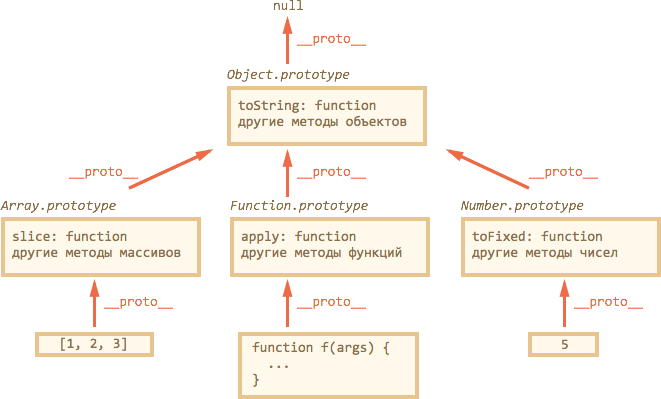 null
__proto__
Object.prototype
toString: function
другие методы объектов
__proto__
__proto__
__proto__
Array.prototype
Function.prototype
Number.prototype
slice: function
другие методы массивов
apply: function
другие методы функций
toFixed: function
другие методы чисел
__proto__
__proto__
__proto__
[1, 2, 3]
function f(args) {
...
}
5